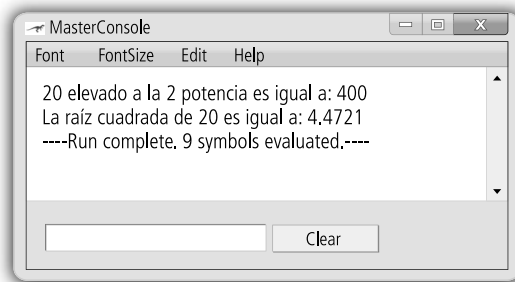 MasterConsole
X
Font FontSize Edit Help
20 elevado a la 2 potencia es igual a: 400
La raíz cuadrada de 20 es igual a: 4.4721
----Run complete. 9 symbols evaluated.----
Clear